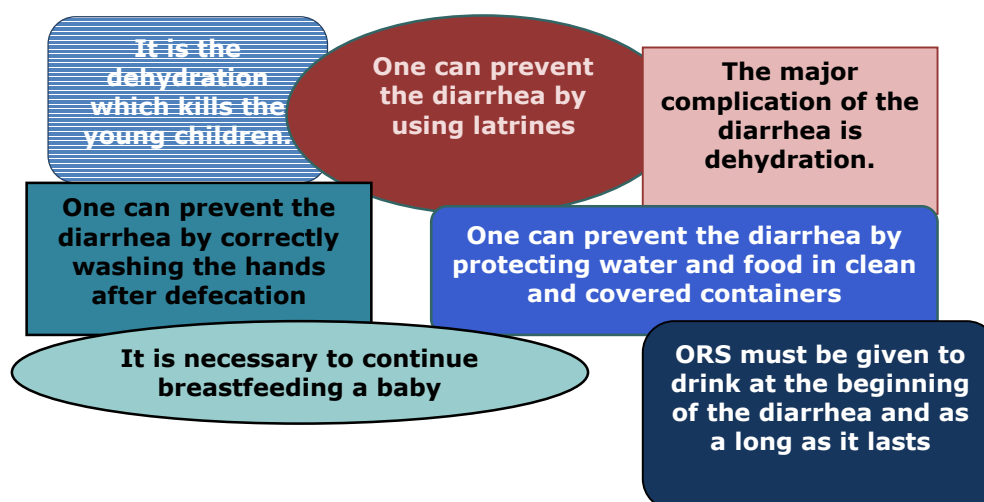 It is the
dehydration
which kills the
young children.
One can prevent
the diarrhea by
using latrines
The major
complication of the
diarrhea is
dehydration.
One can prevent the
diarrhea by correctly
washing the hands
after defecation
One can prevent the diarrhea by
protecting water and food in clean
and covered containers
It is necessary to continue
breastfeeding a baby
ORS must be given to
drink at the beginning
of the diarrhea and as
a long as it lasts